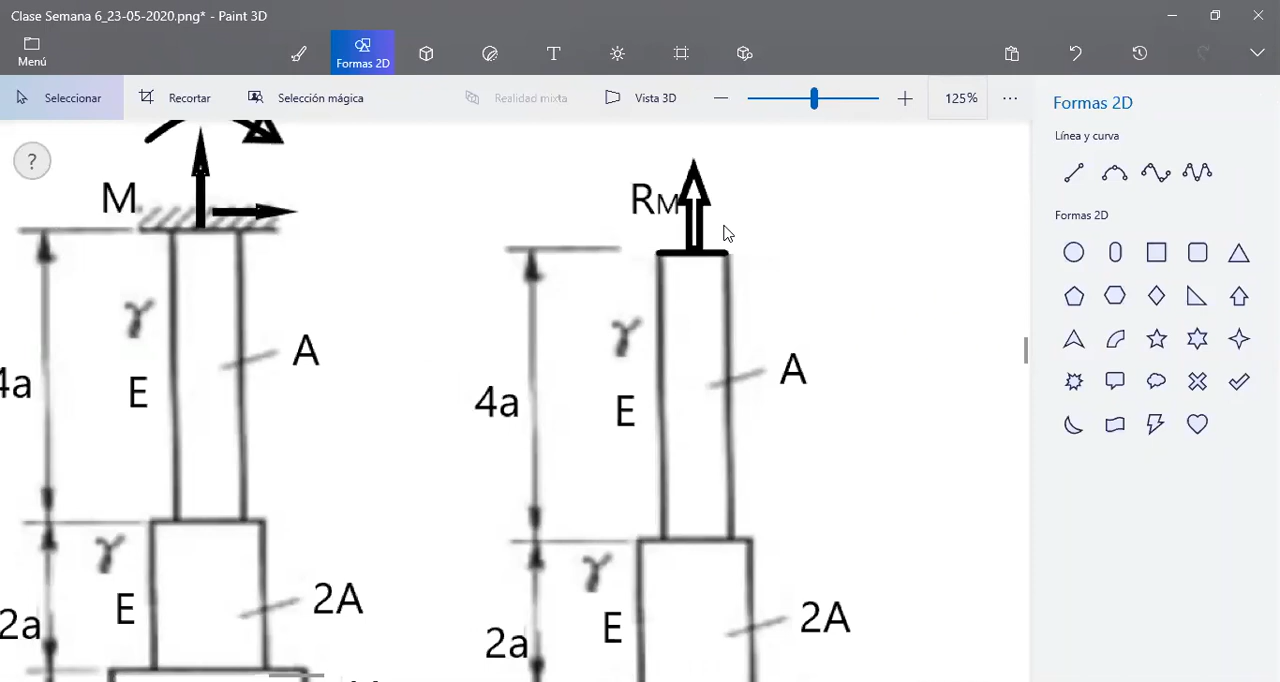 Clase Semana 6_23-05-2020.png* - Paint 3D
Menú
Formas 2D
Seleccionar
Recortar
Selección mágica
Realidad mixta
Vista 3D
125%
Formas 2D
Línea y curva
Formas 2D
?
M
RM
γ
A
4a
E
γ
E
2A
2a
γ
A
4a
E
γ
E
2A
2a